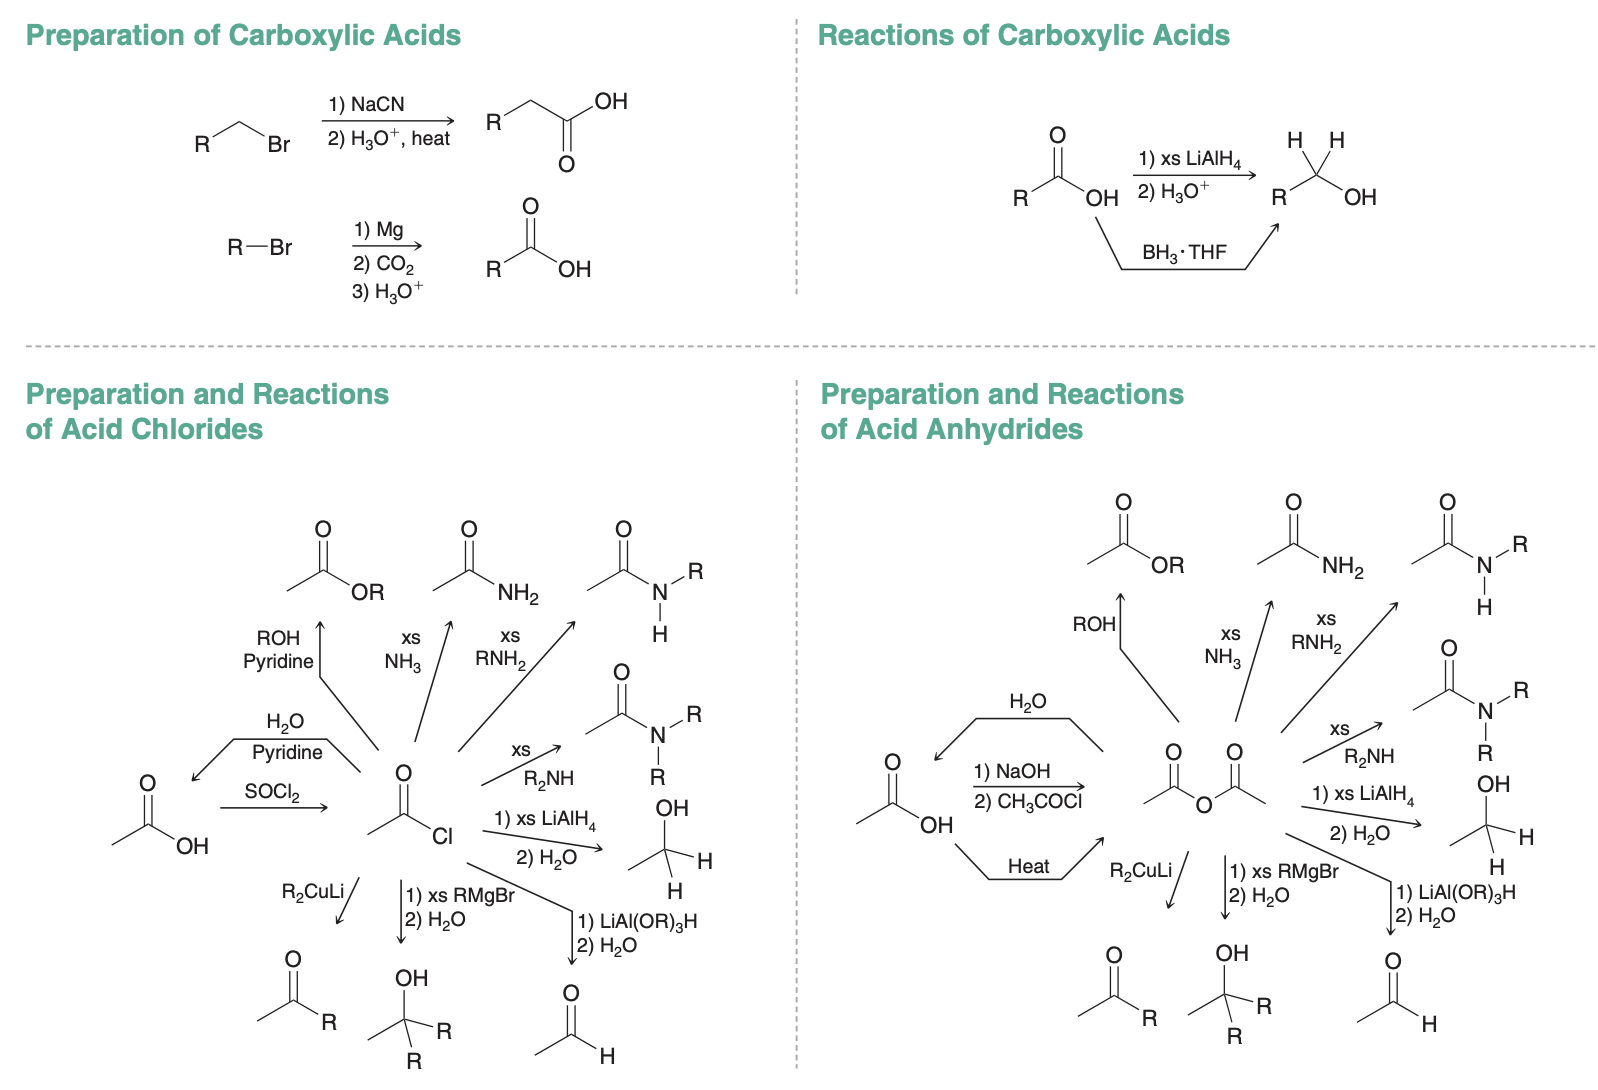 Preparation of Carboxylic Acids
R
Br
1) NaCN
2) H₃O⁺, heat
R
OH
O
R—Br
1) Mg
2) CO₂
3) H₃O⁺
O
R
OH
Reactions of Carboxylic Acids
O
R
OH
1) xs LiAlH₄
2) H₃O⁺
H H
R
OH
BH₃·THF
Preparation and Reactions
of Acid Chlorides
O
OR
O
NH₂
O
R
N
H
ROH
Pyridine
xs
NH₃
xs
RNH₂
O
R
N
R
xs
R₂NH
H₂O
Pyridine
SOCl₂
O
OH
O
Cl
1) xs LiAlH₄
2) H₂O
OH
H
H
R₂CuLi
1) xs RMgBr
2) H₂O
1) LiAl(OR)₃H
2) H₂O
O
R
OH
R
R
O
H
Preparation and Reactions
of Acid Anhydrides
O
OR
O
NH₂
O
R
N
H
ROH
xs
NH₃
xs
RNH₂
O
R
N
R
xs
R₂NH
H₂O
O
OH
1) NaOH
2) CH₃COCl
Heat
O O
O
1) xs LiAlH₄
2) H₂O
OH
H
H
R₂CuLi
1) xs RMgBr
2) H₂O
1) LiAl(OR)₃H
2) H₂O
O
R
OH
R
R
O
H